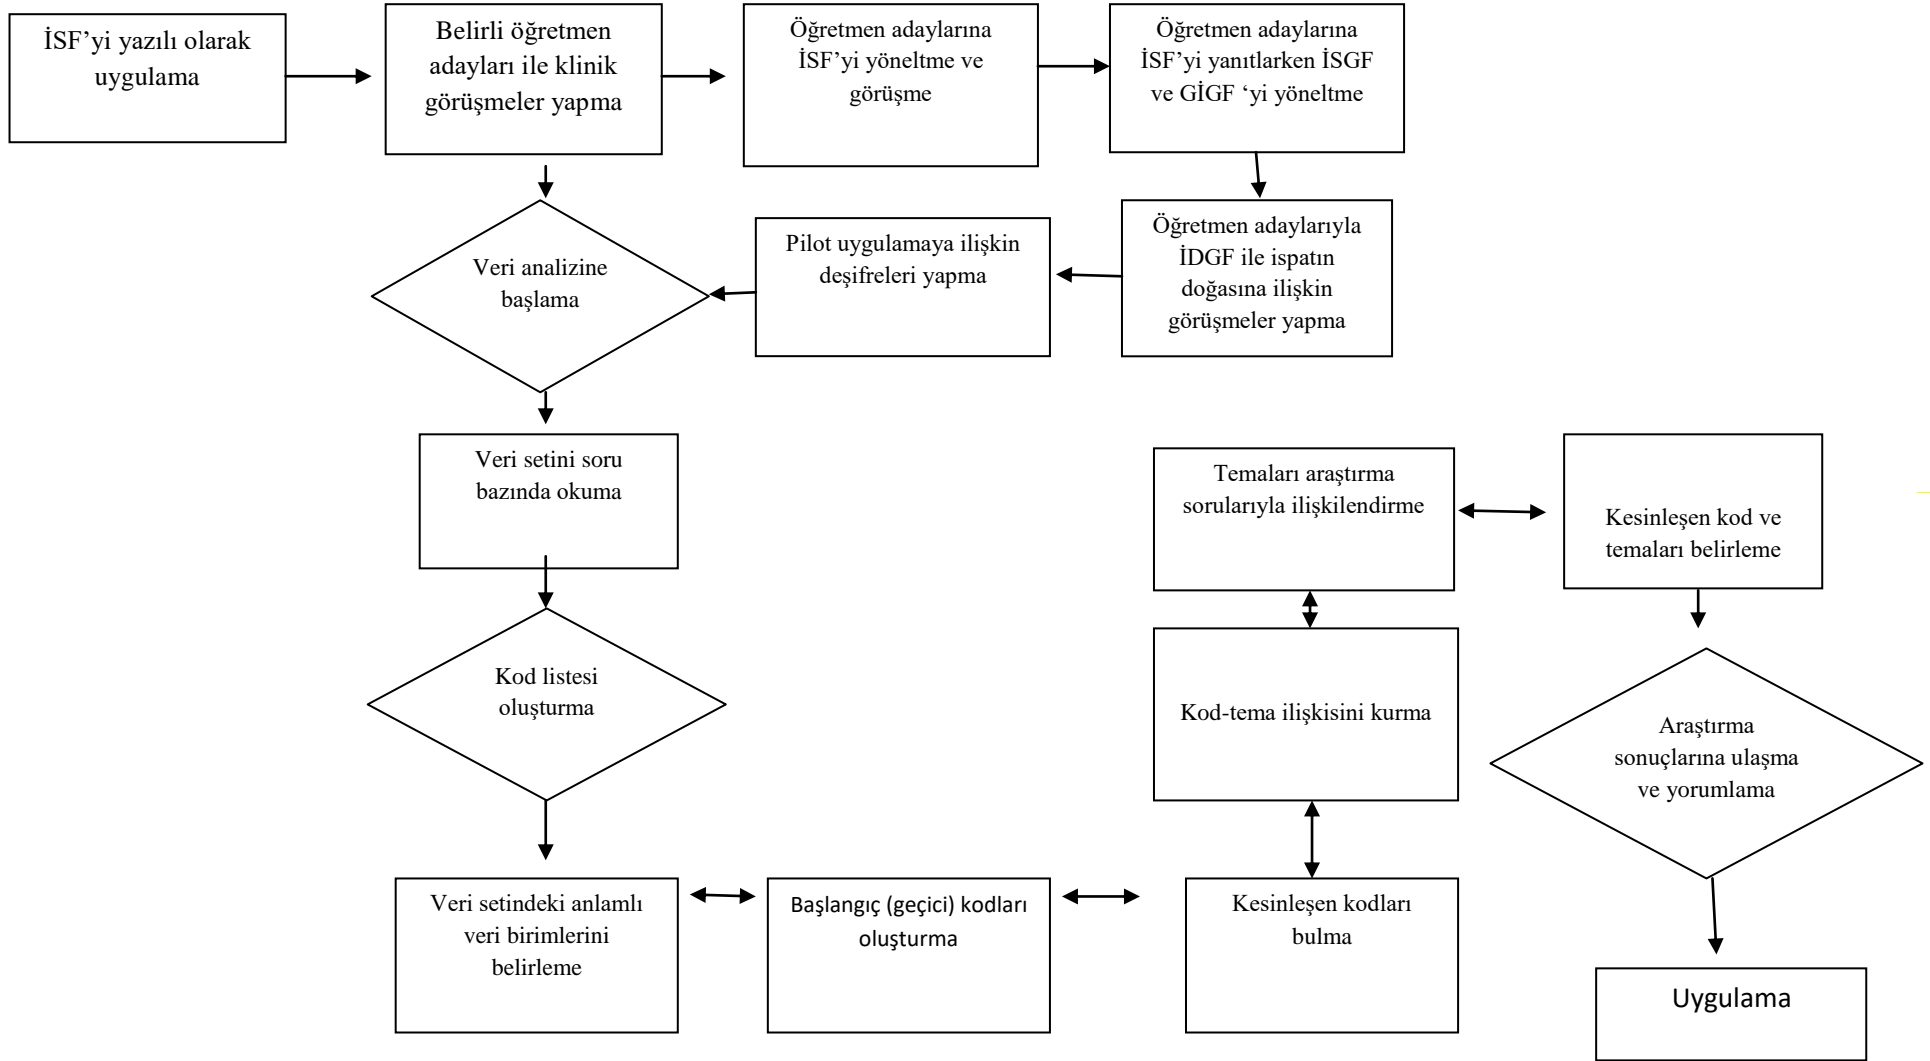 İSF’yi yazılı olarak
uygulama
Belirli öğretmen
adayları ile klinik
görüşmeler yapma
Öğretmen adaylarına
İSF’yi yöneltme ve
görüşme
Öğretmen adaylarına
İSF’yi yanıtlarken İSGF
ve GİGF ‘yi yöneltme
Öğretmen adaylarıyla
İDGF ile ispatın
doğasına ilişkin
görüşmeler yapma
Pilot uygulamaya ilişkin
deşifreleri yapma
Veri analizine
başlama
Veri setini soru
bazında okuma
Kod listesi
oluşturma
Veri setindeki anlamlı
veri birimlerini
belirleme
Başlangıç (geçici) kodları
oluşturma
Kesinleşen kodları
bulma
Kod-tema ilişkisini kurma
Temaları araştırma
sorularıyla ilişkilendirme
Kesinleşen kod ve
temaları belirleme
Araştırma
sonuçlarına ulaşma
ve yorumlama
Uygulama